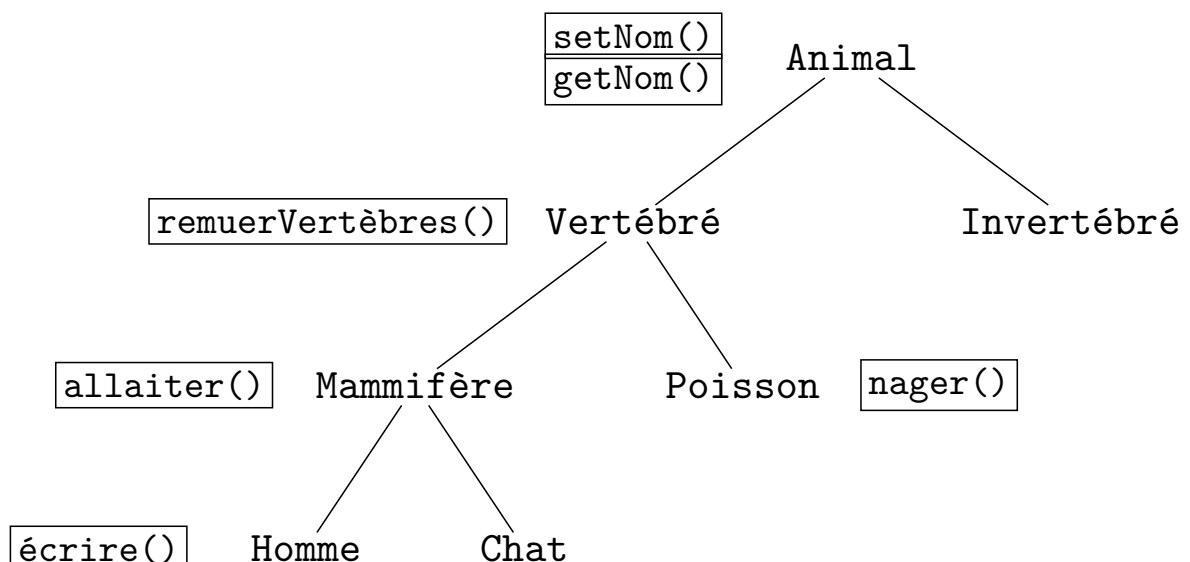 setNom()
getNom()
Animal
remuerVertèbres()
Vertébré
Invertébré
allaiter()
Mammifère
Poisson
nager()
écrire()
Homme
Chat